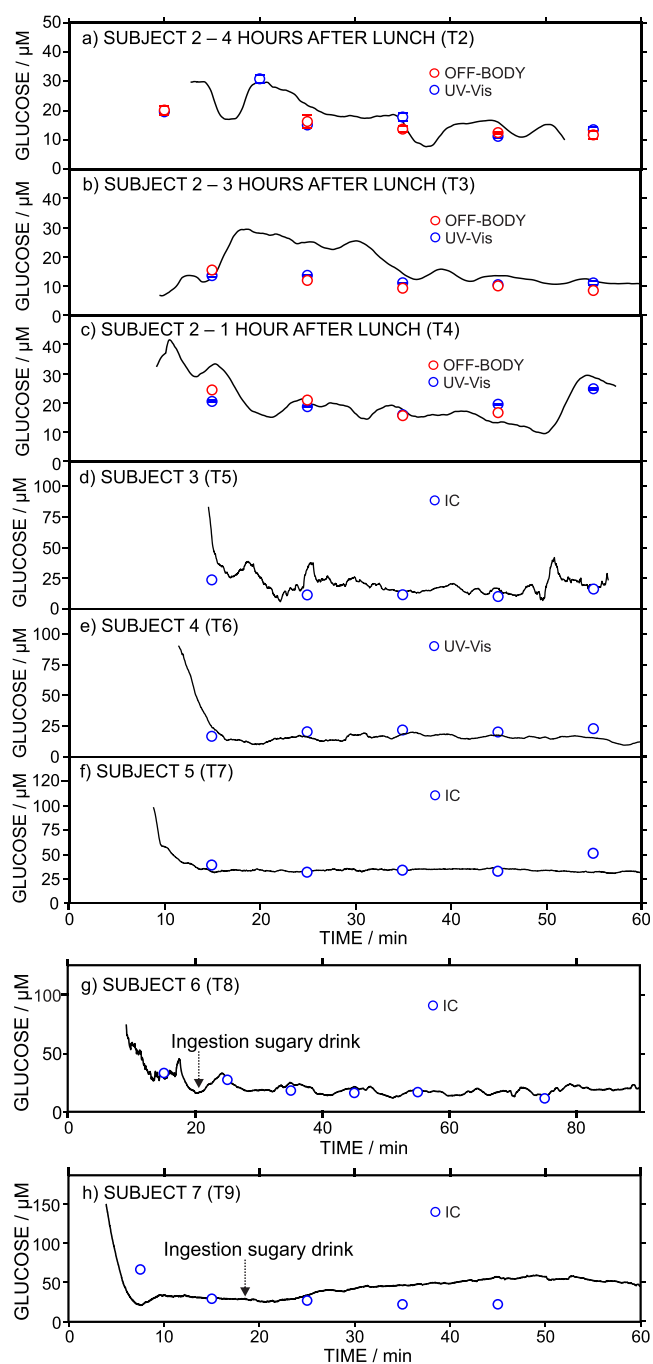 a) SUBJECT 2 – 4 HOURS AFTER LUNCH (T2)
OFF-BODY
UV-Vis
GLUCOSE / µM
50
40
30
20
10
0
b) SUBJECT 2 – 3 HOURS AFTER LUNCH (T3)
OFF-BODY
UV-Vis
GLUCOSE / µM
40
30
20
10
0
c) SUBJECT 2 – 1 HOUR AFTER LUNCH (T4)
OFF-BODY
UV-Vis
GLUCOSE / µM
40
30
20
10
0
d) SUBJECT 3 (T5)
IC
GLUCOSE / µM
100
75
50
25
0
e) SUBJECT 4 (T6)
UV-Vis
GLUCOSE / µM
100
75
50
25
0
f) SUBJECT 5 (T7)
IC
GLUCOSE / µM
120
100
75
50
25
0 10 20 30 40 50 60
TIME / min
g) SUBJECT 6 (T8)
IC
Ingestion sugary drink
GLUCOSE / µM
100
50
0
0 20 40 60 80
TIME / min
h) SUBJECT 7 (T9)
IC
Ingestion sugary drink
GLUCOSE / µM
150
100
50
0
0 10 20 30 40 50 60
TIME / min